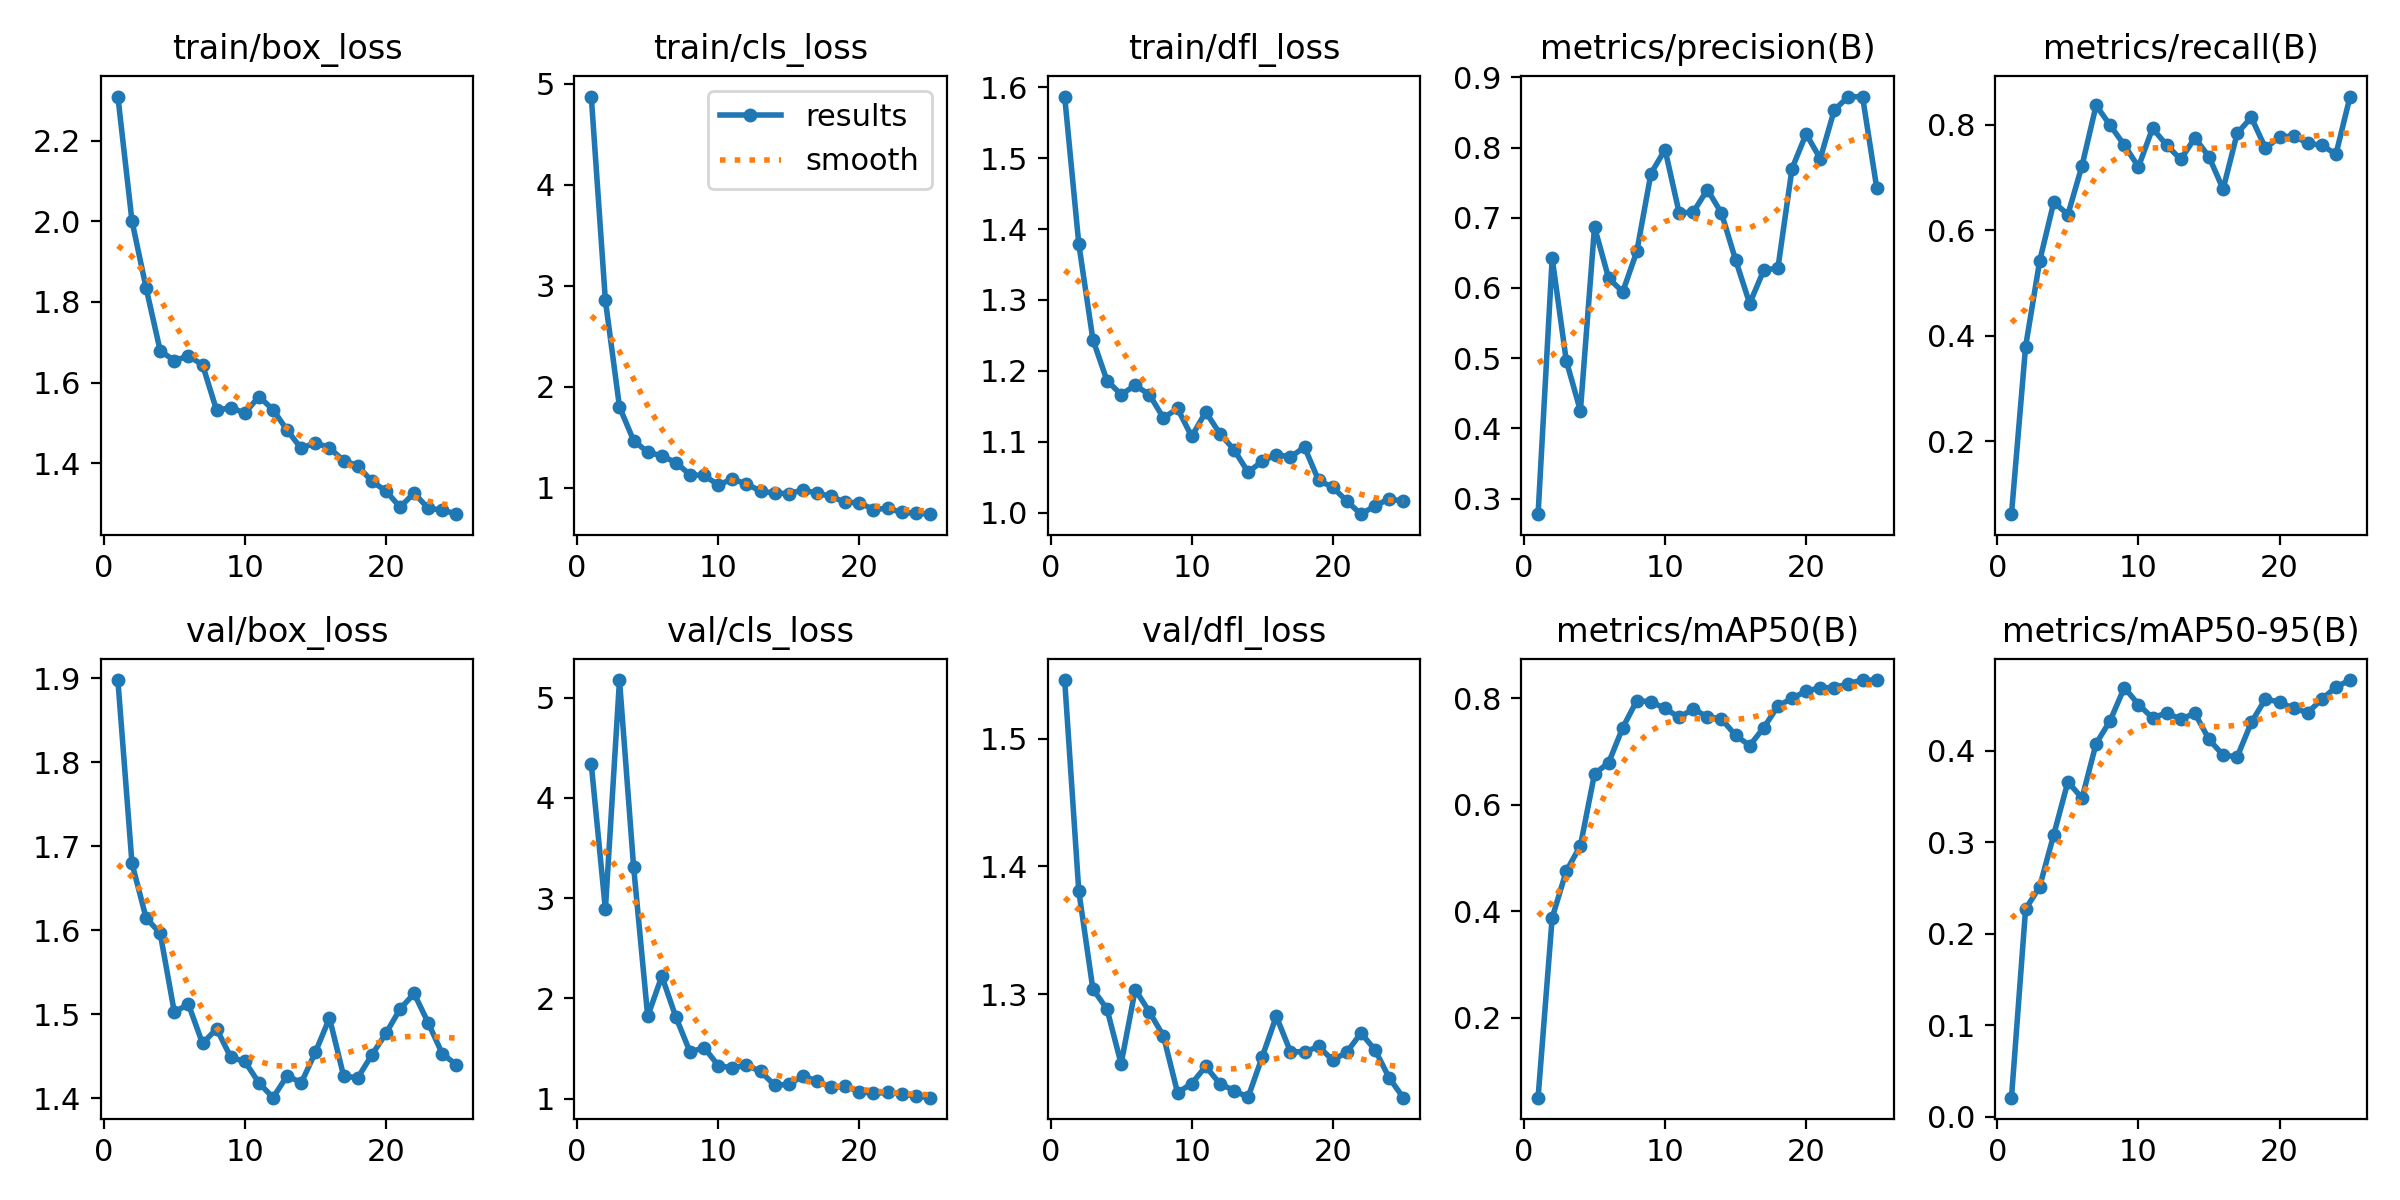 train/box_loss
train/cls_loss
train/dfl_loss
metrics/precision(B)
metrics/recall(B)
results
smooth
2.2
2.0
1.8
1.6
1.4
0 10 20
5
4
3
2
1
0 10 20
1.6
1.5
1.4
1.3
1.2
1.1
1.0
0 10 20
0.9
0.8
0.7
0.6
0.5
0.4
0.3
0 10 20
0.8
0.6
0.4
0.2
0 10 20
val/box_loss
val/cls_loss
val/dfl_loss
metrics/mAP50(B)
metrics/mAP50-95(B)
1.9
1.8
1.7
1.6
1.5
1.4
0 10 20
5
4
3
2
1
0 10 20
1.5
1.4
1.3
0 10 20
0.8
0.6
0.4
0.2
0 10 20
0.4
0.3
0.2
0.1
0.0
0 10 20